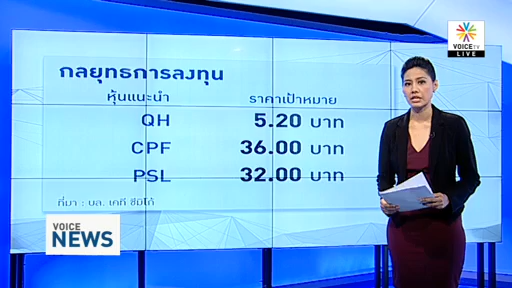 กลยุทธการลงทุน
หุ้นแนะนำ ราคาเป้าหมาย
QH 5.20 บาท
CPF 36.00 บาท
PSL 32.00 บาท
ที่มา : บล. เคที ซีมิโก้
VOICE
NEWS
VOICE TV
LIVE